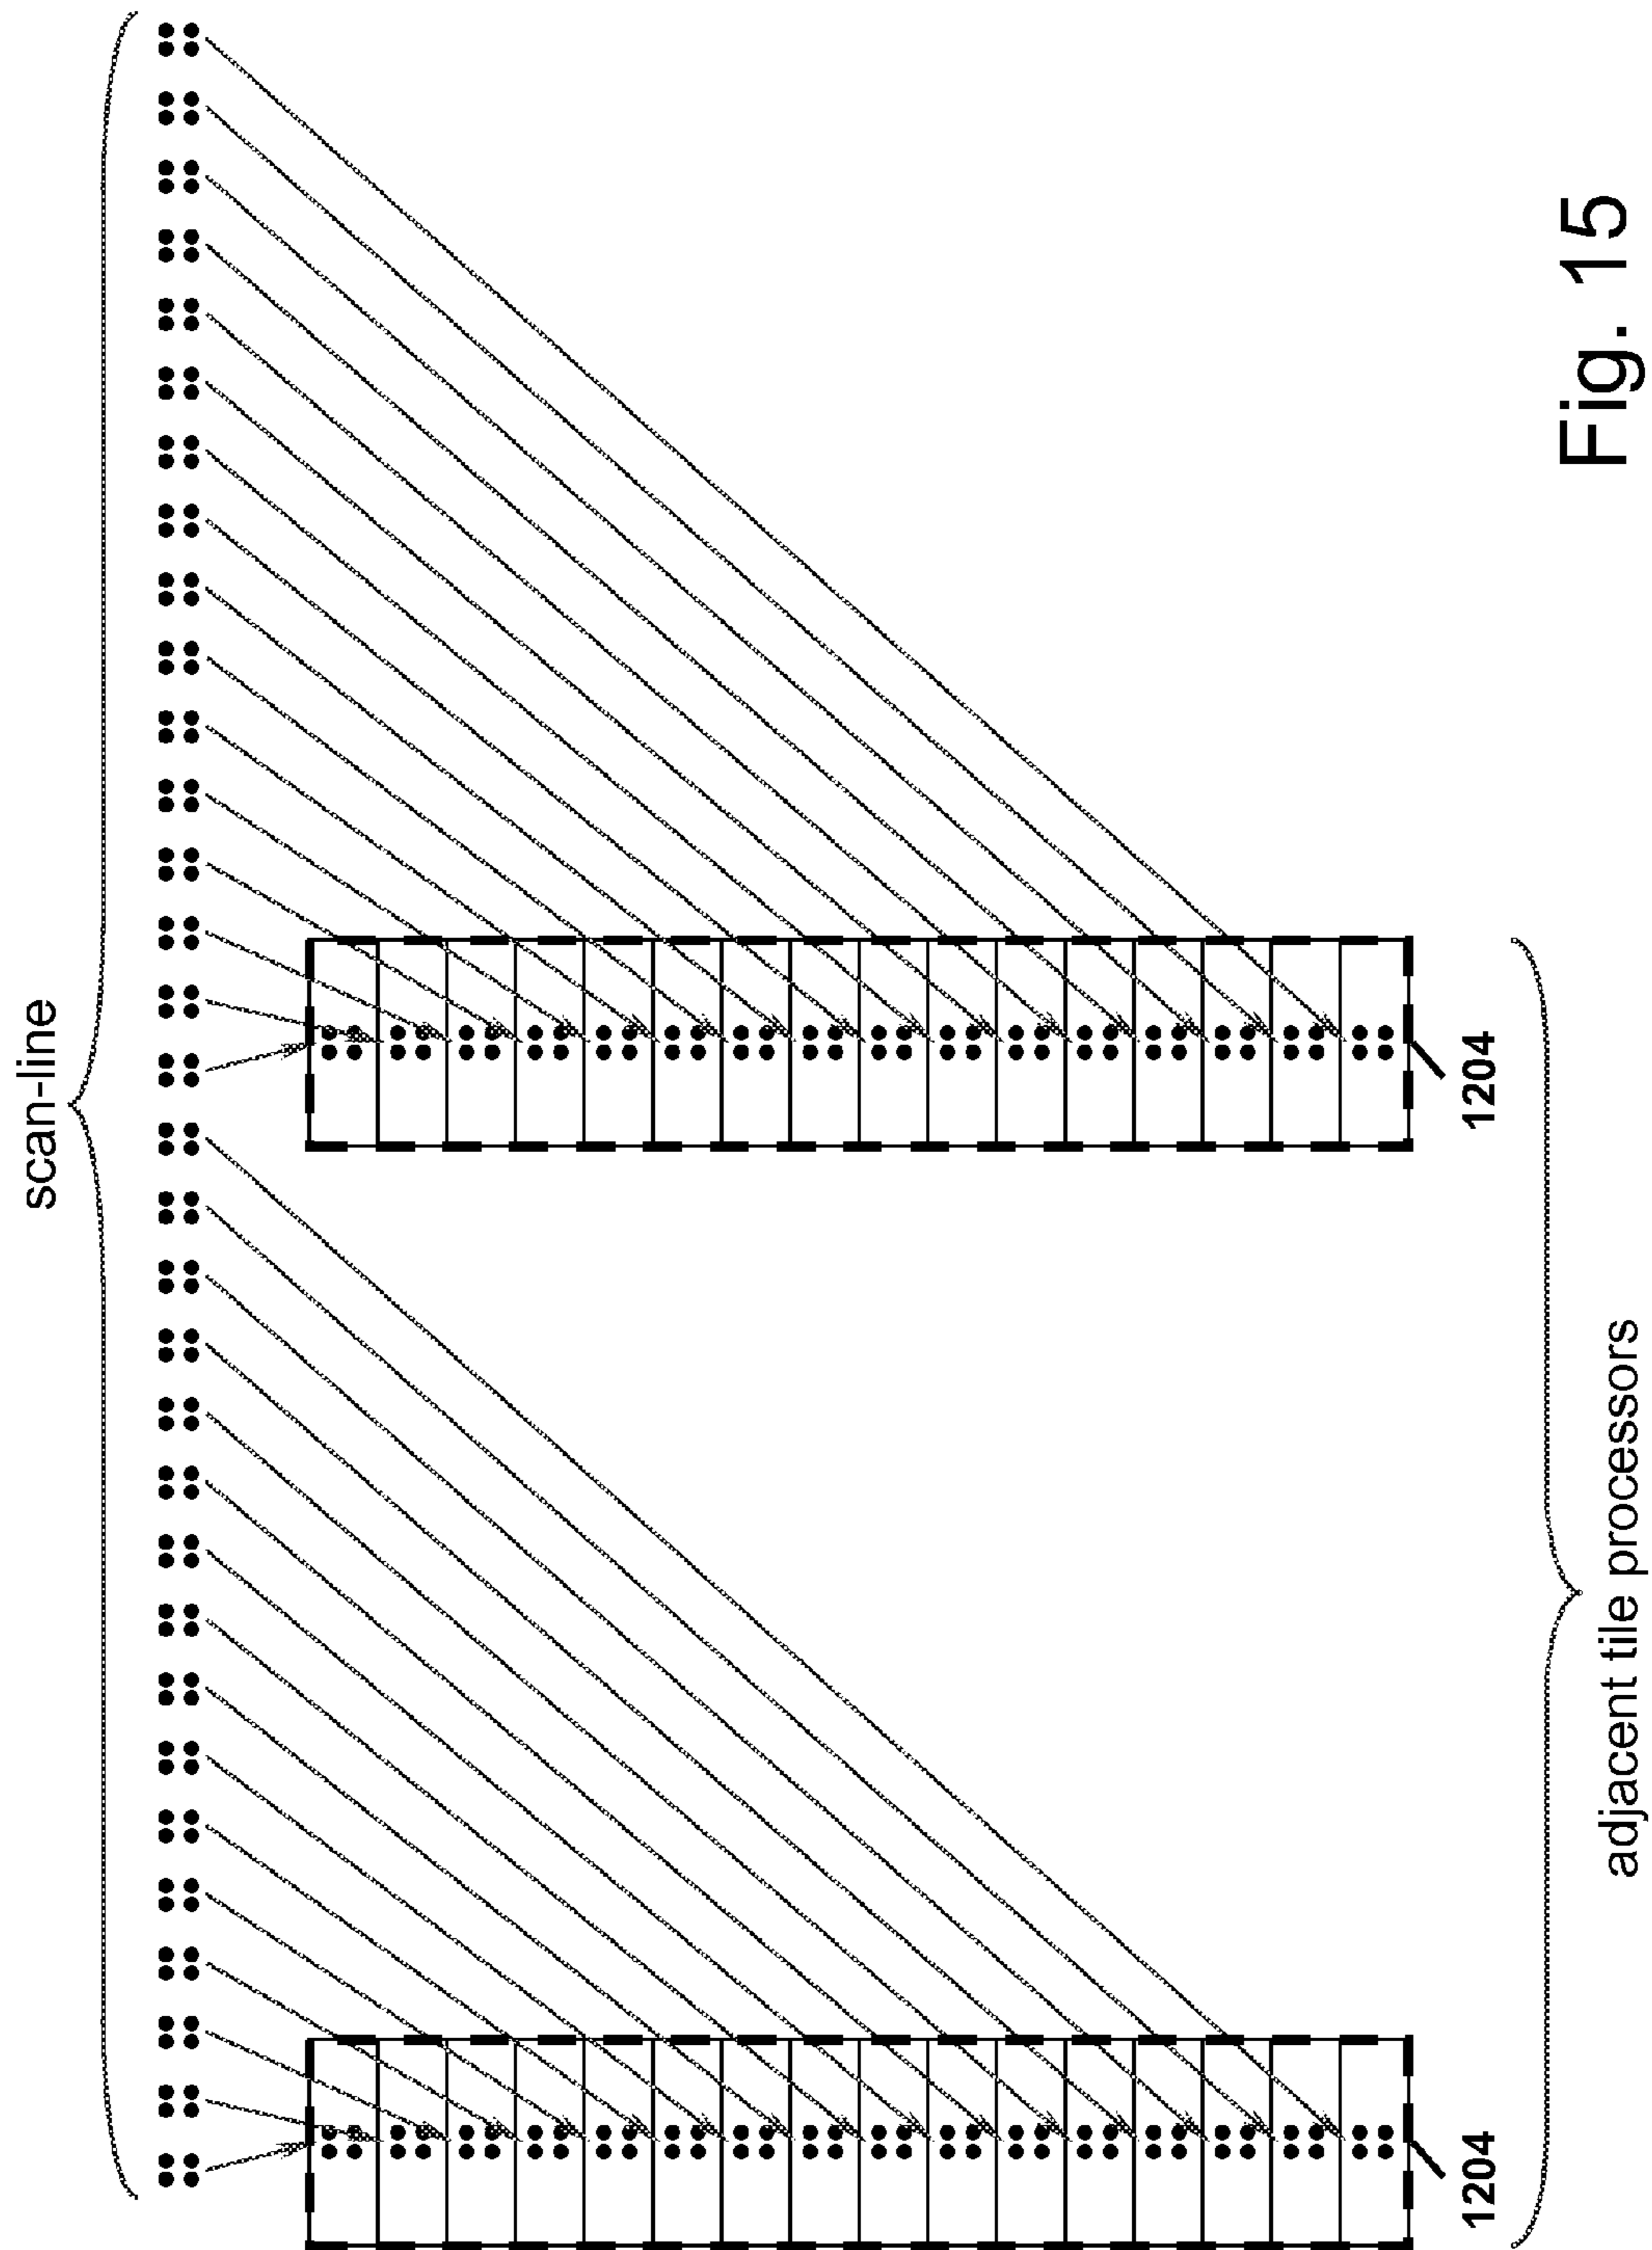 scan-line
1204
1204
adjacent tile processors
Fig. 15